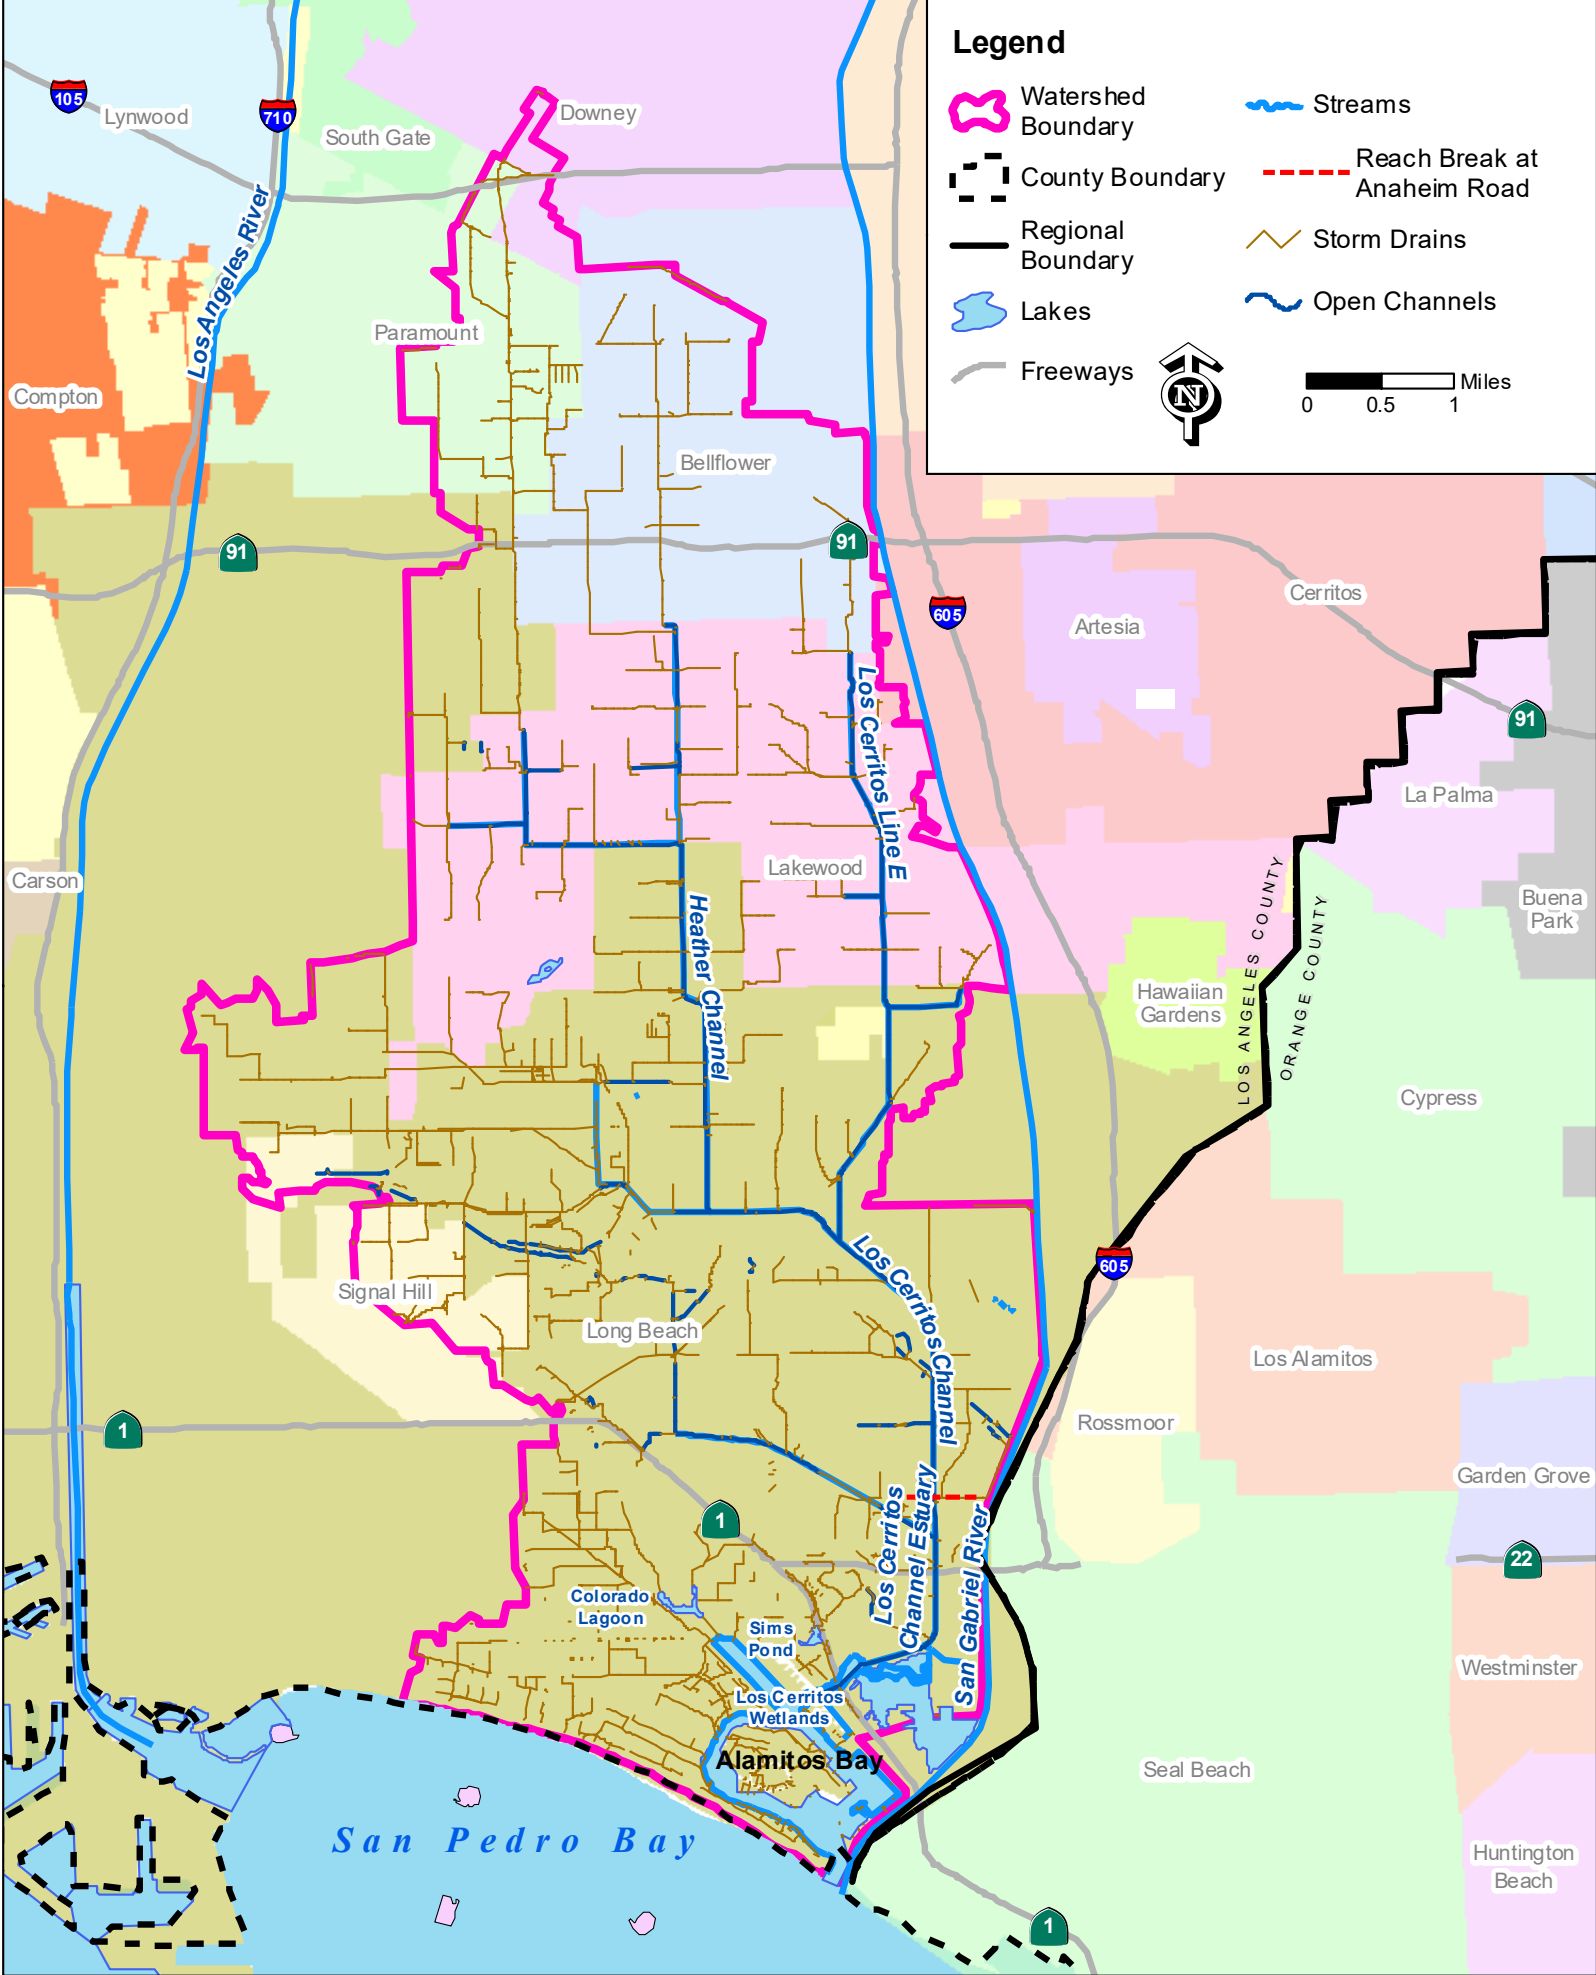 Legend
Watershed
Boundary
County Boundary
Regional
Boundary
Lakes
Freeways
Streams
Reach Break at
Anaheim Road
Storm Drains
Open Channels
N
Miles
0 0.5 1
105
Lynwood
710
South Gate
Downey
Los Angeles River
Paramount
Compton
Bellflower
91
91
605
Cerritos
Artesia
91
Los Cerritos Line E
La Palma
Lakewood
Carson
Buena
Park
Heather Channel
LOS ANGELES COUNTY
ORANGE COUNTY
Hawaiian
Gardens
Cypress
605
Signal Hill
Los Cerritos Channel
Long Beach
Los Alamitos
1
Rossmoor
Garden Grove
1
Los Cerritos
Channel Estuary
San Gabriel River
22
Colorado
Lagoon
Sims
Pond
Westminster
Los Cerritos
Wetlands
Alamitos Bay
Seal Beach
San Pedro Bay
Huntington
Beach
1